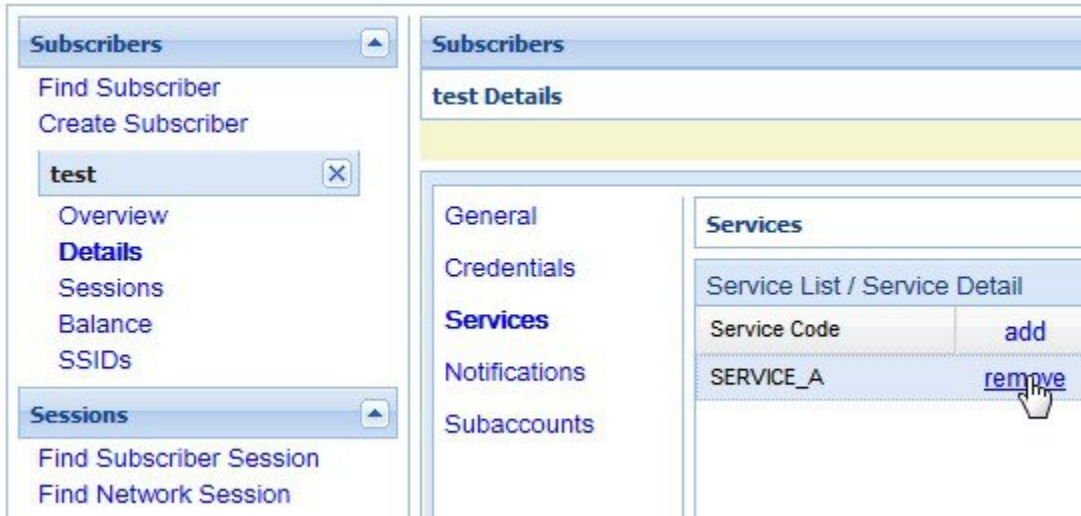 Subscribers
Find Subscriber
Create Subscriber
test
Overview
Details
Sessions
Balance
SSIDs
Sessions
Find Subscriber Session
Find Network Session
Subscribers
test Details
General
Credentials
Services
Notifications
Subaccounts
Services
Service List / Service Detail
Service Code add
SERVICE_A remove